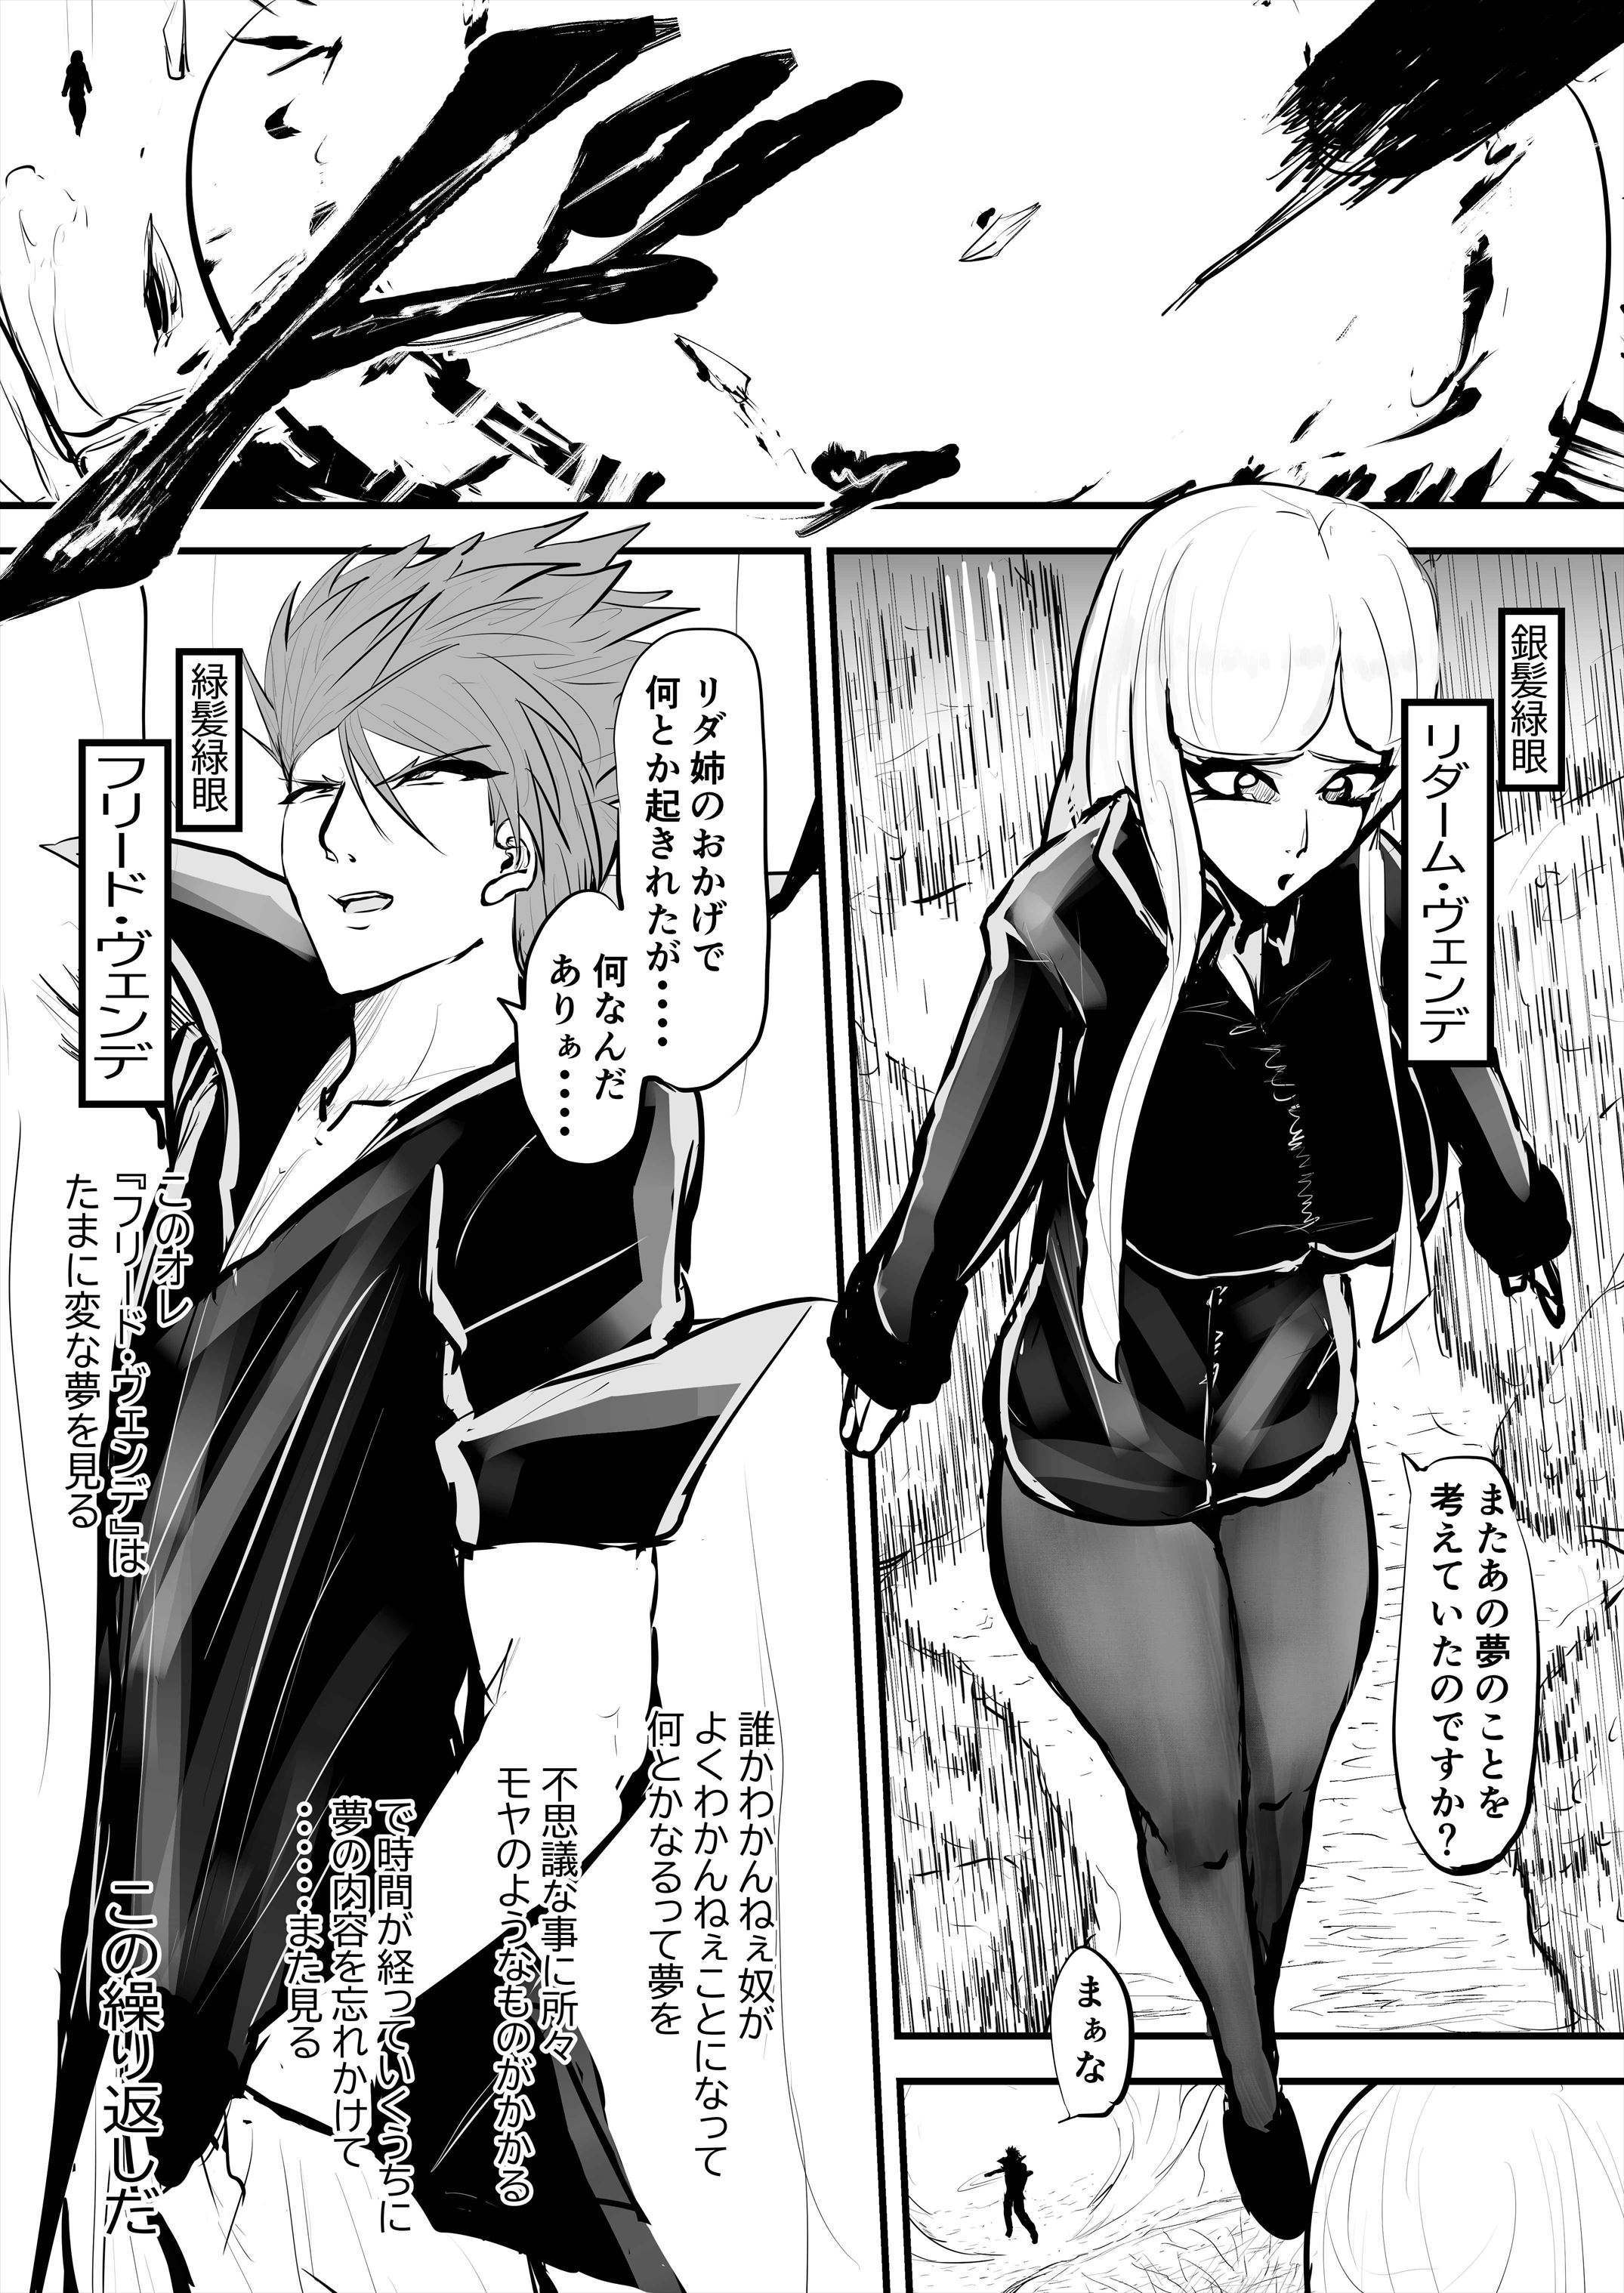 銀髪緑眼
リダーム・ヴェンデ
またあの夢のことを
考えていたのですか?
まぁな
リダ姉のおかげで
何とか起きれたが・・・・
何なんだ
ありぁ・・・・
緑髪緑眼
フリード・ヴェンデ
このオレ
『フリード・ヴェンデ』は
たまに変な夢を見る
誰かわかんねぇ奴が
よくわかんねぇことになって
何とかなるって夢を
不思議な事に所々
モヤのようなものがかかる
で時間が経っていくうちに
夢の内容を忘れかけて
・・・・・・また見る
この繰り返しだ